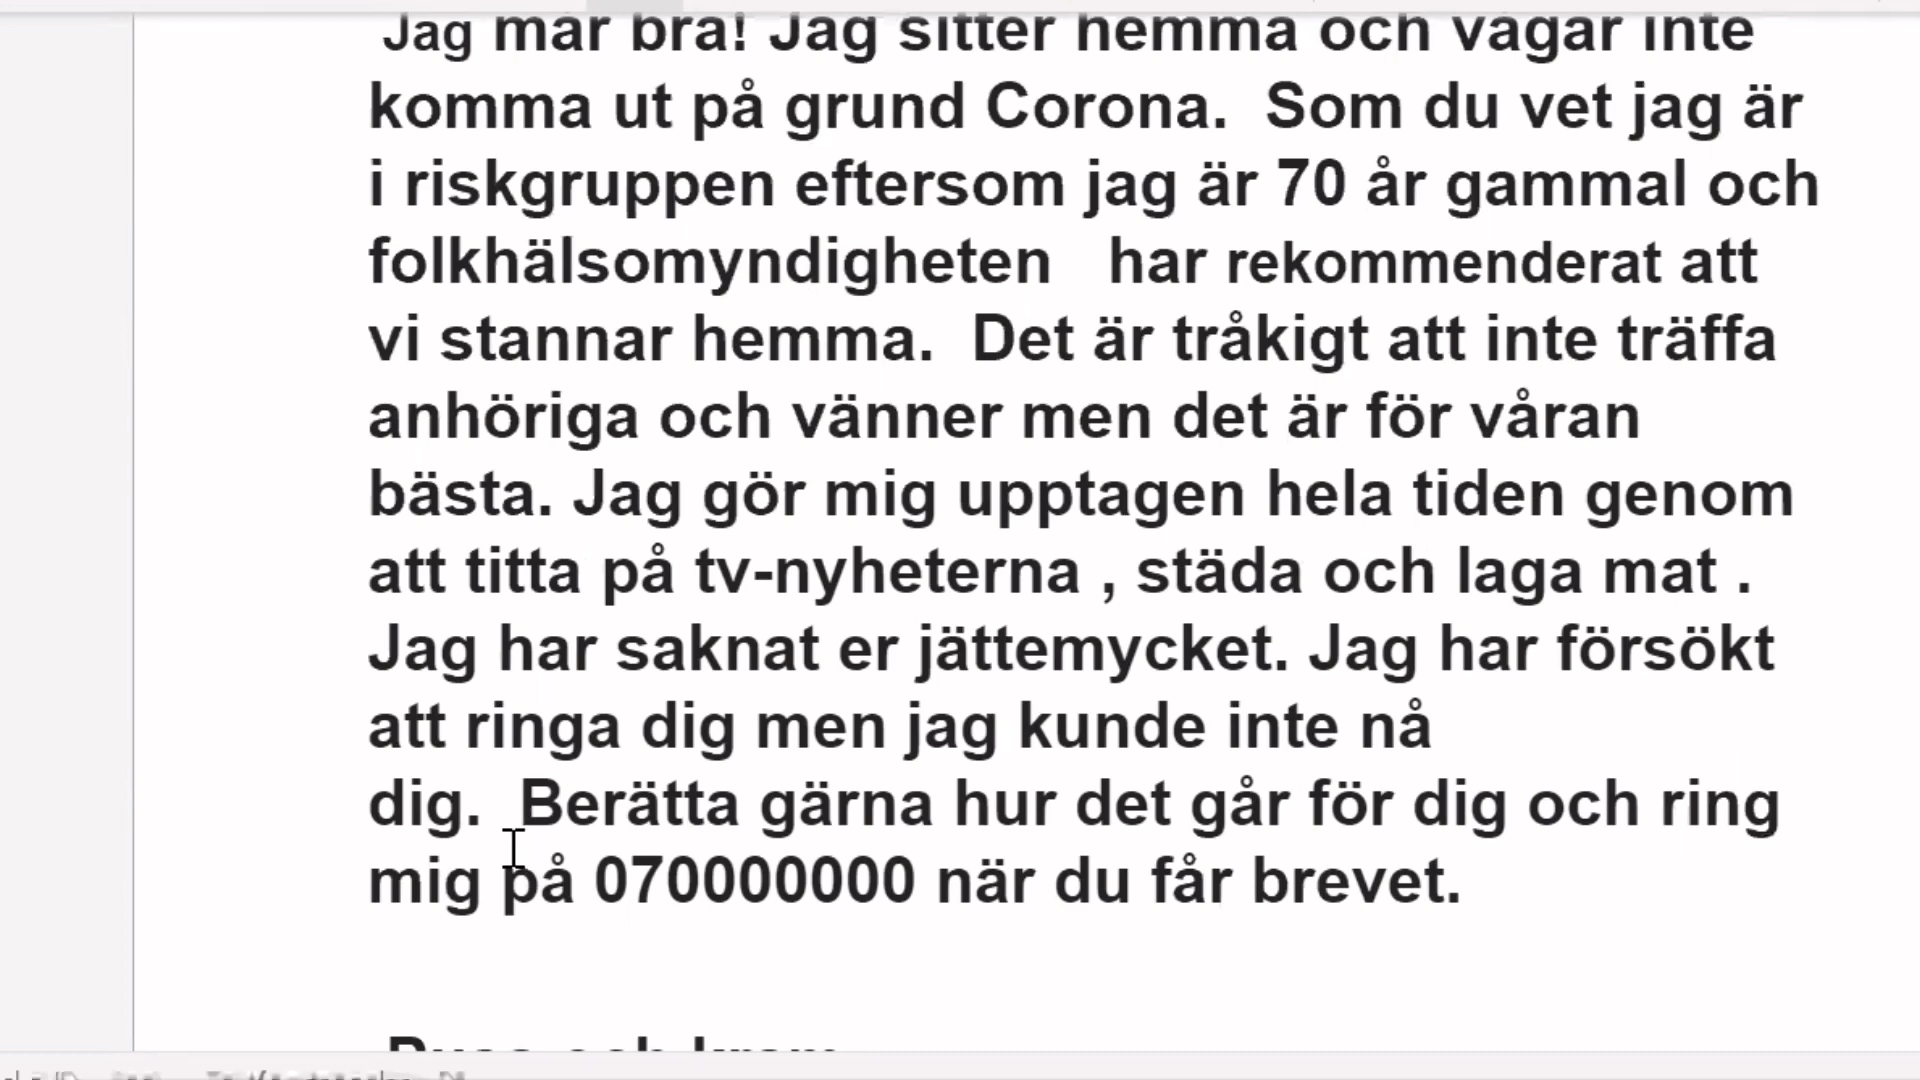 Jag mår bra! Jag sitter hemma och vågar inte
komma ut på grund Corona.  Som du vet jag är
i riskgruppen eftersom jag är 70 år gammal och
folkhälsomyndigheten   har rekommenderat att
vi stannar hemma.  Det är tråkigt att inte träffa
anhöriga och vänner men det är för våran
bästa. Jag gör mig upptagen hela tiden genom
att titta på tv-nyheterna , städa och laga mat .
Jag har saknat er jättemycket. Jag har försökt
att ringa dig men jag kunde inte nå
dig.  Berätta gärna hur det går för dig och ring
mig på 070000000 när du får brevet.
Puss och kram